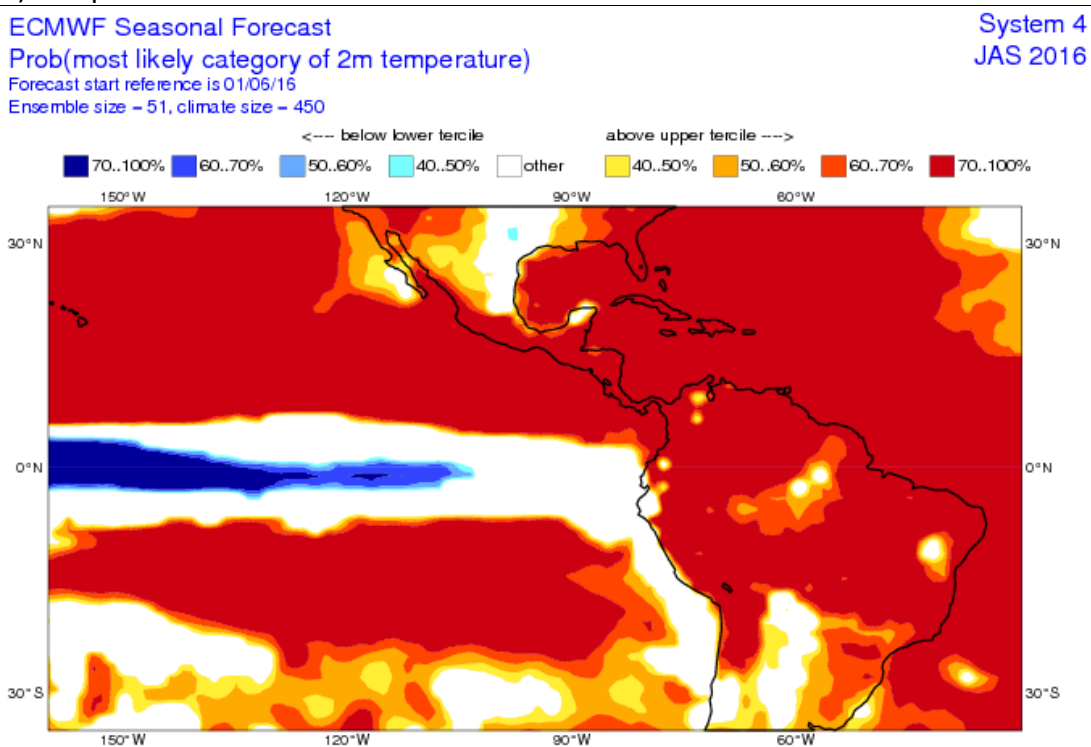 ECMWF Seasonal Forecast
System 4
Prob(most likely category of 2m temperature)
JAS 2016
Forecast start reference is 01/06/16
Ensemble size = 51, climate size = 450
<---- below lower tercile
above upper tercile ---->
70..100%
60..70%
50..60%
40..50%
other
40..50%
50..60%
60..70%
70..100%
150°W
120°W
90°W
60°W
30°N
30°N
0°N
0°N
30°S
30°S
150°W
120°W
90°W
60°W